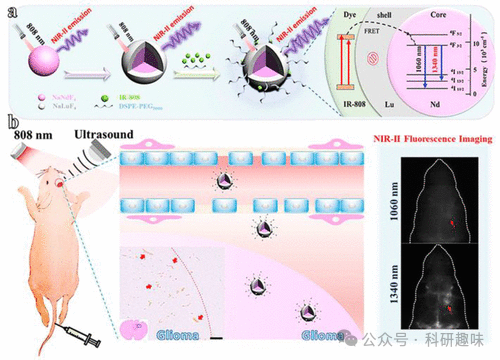 a
808 nm
NIR-II emission
808 nm
NIR-II emission
808 nm
NIR-II emission
Dye
shell
Core
FRET
1060 nm
1340 nm
Energy (10³ cm⁻¹)
10
5
0
IR-808
Lu
Nd
NaNdF₄
NaLuF₄
IR-808
DSPE-PEG
b
808 nm
Ultrasound
Glioma
Glioma
NIR-II Fluorescence Imaging
1060 nm
1340 nm
公众号 · 科研趣味